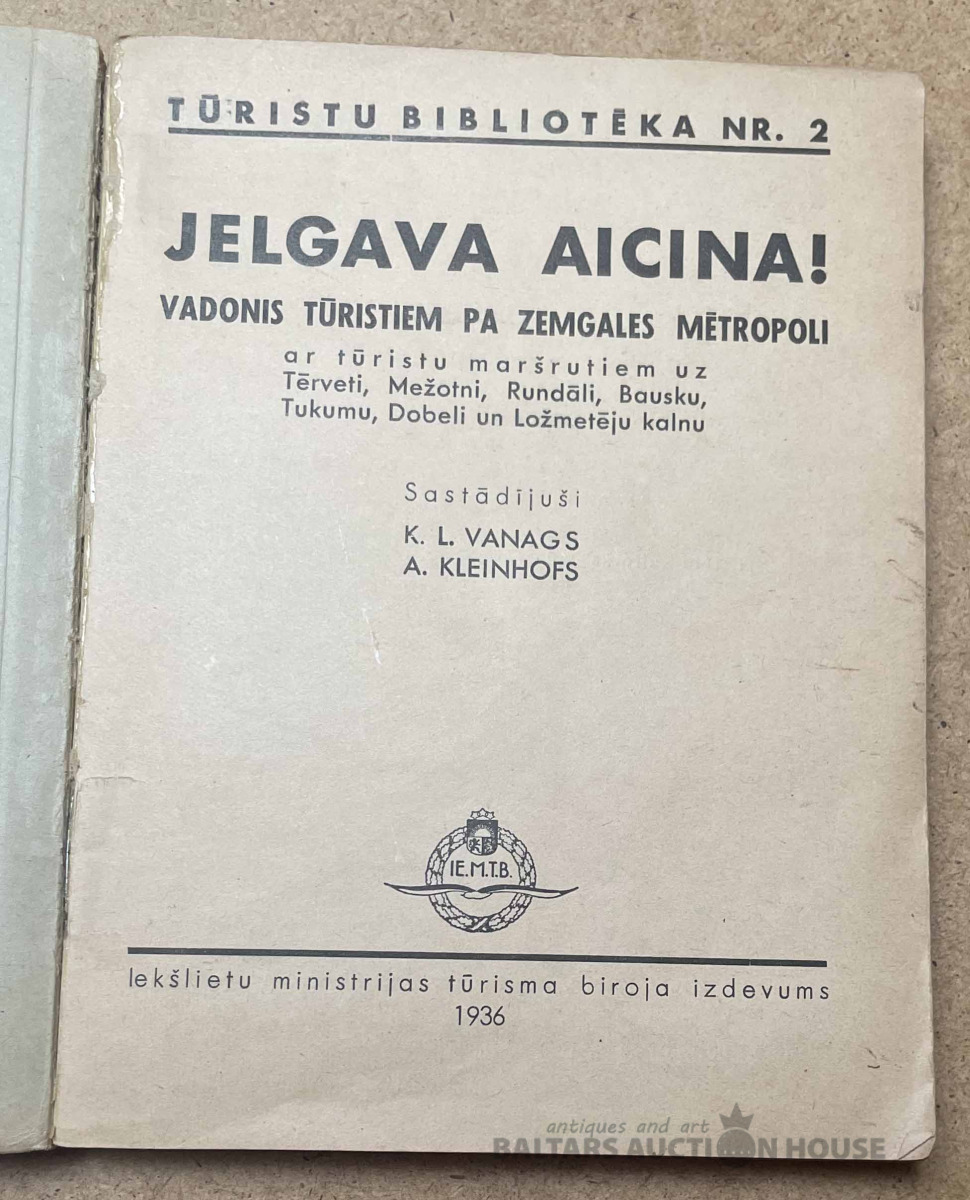 TŪRISTU BIBLIOTĒKA NR. 2
JELGAVA AICINA!
VADONIS TŪRISTIEM PA ZEMGALES MĒTROPOLI
ar tūristu maršrutiem uz
Tērveti, Mežotni, Rundāli, Bausku,
Tukumu, Dobeli un Ložmetēju kalnu
Sastādījuši
K. L. VANAGS
A. KLEINHOFS
IE.M.T.B.
Iekšlietu ministrijas tūrisma biroja izdevums
1936
antiques and art
BALTARS AUCTION HOUSE